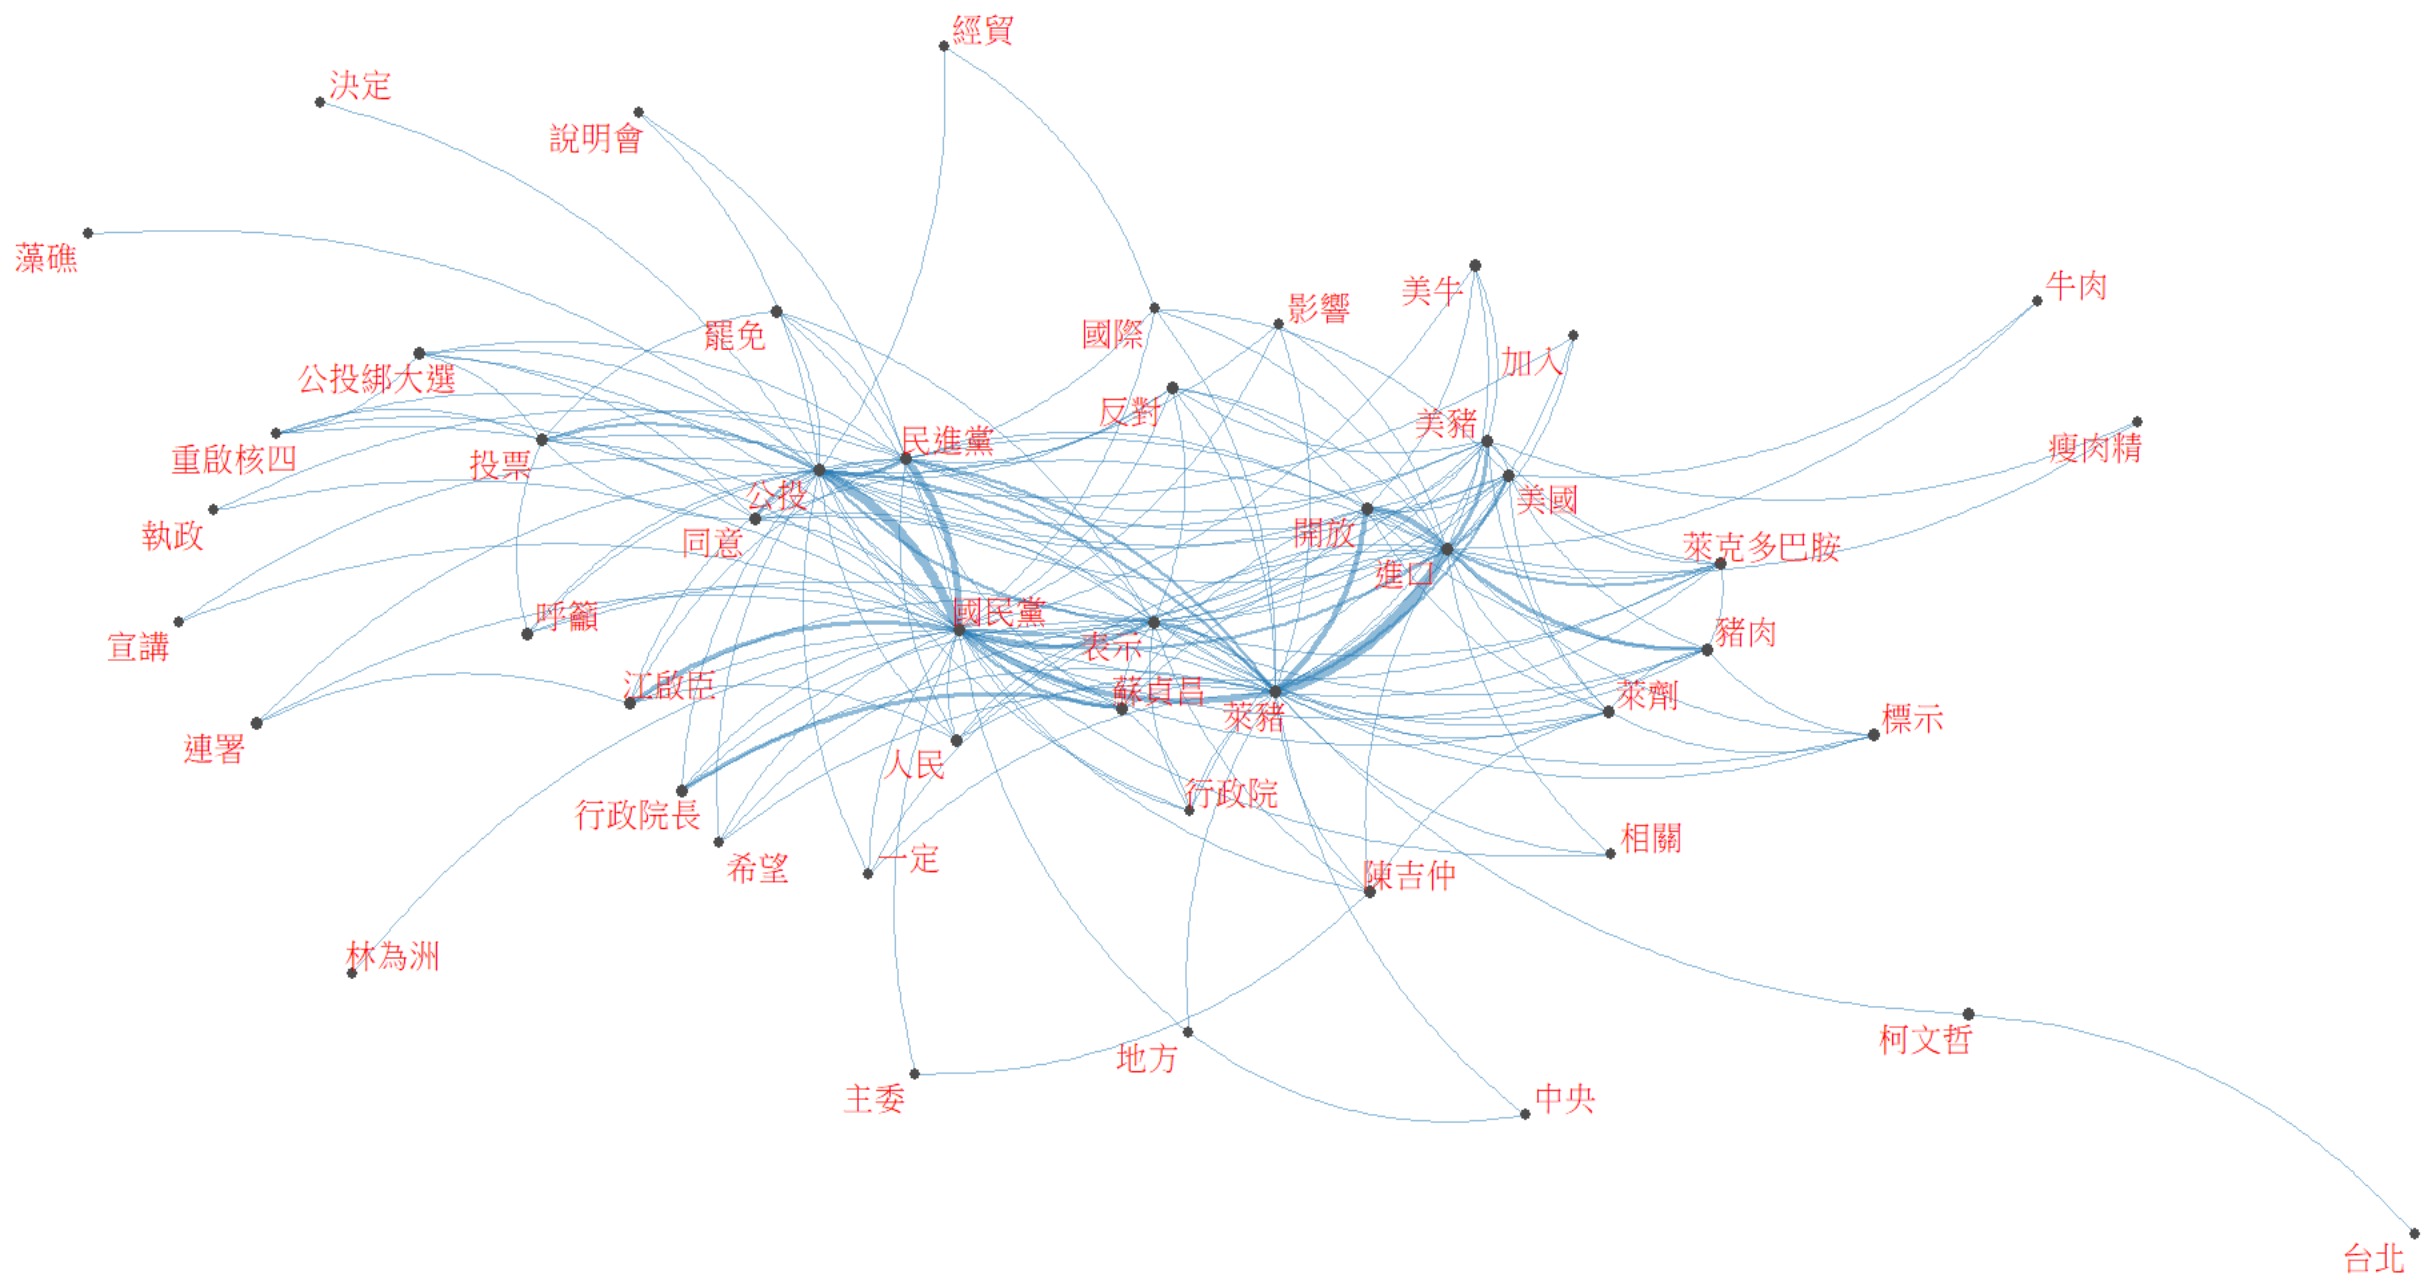 經貿
決定
說明會
藻礁
牛肉
美牛
影響
國際
罷免
加入
公投綁大選
反對
美豬
民進黨
瘦肉精
重啟核四
投票
公投
美國
執政
開放
同意
萊克多巴胺
進口
國民黨
呼籲
豬肉
宣講
表示
江啟臣
蘇貞昌
萊劑
萊豬
標示
連署
人民
行政院
行政院長
相關
一定
希望
陳吉仲
林為洲
柯文哲
地方
主委
中央
台北